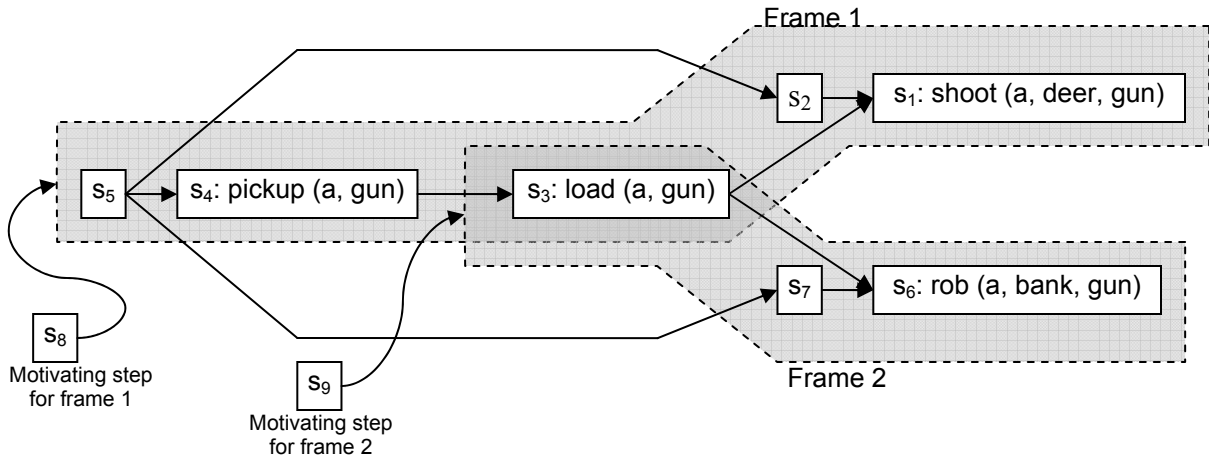 Frame 1
s₂
s₁: shoot (a, deer, gun)
s₅
s₄: pickup (a, gun)
s₃: load (a, gun)
s₇
s₆: rob (a, bank, gun)
s₈
Motivating step
for frame 1
s₉
Motivating step
for frame 2
Frame 2